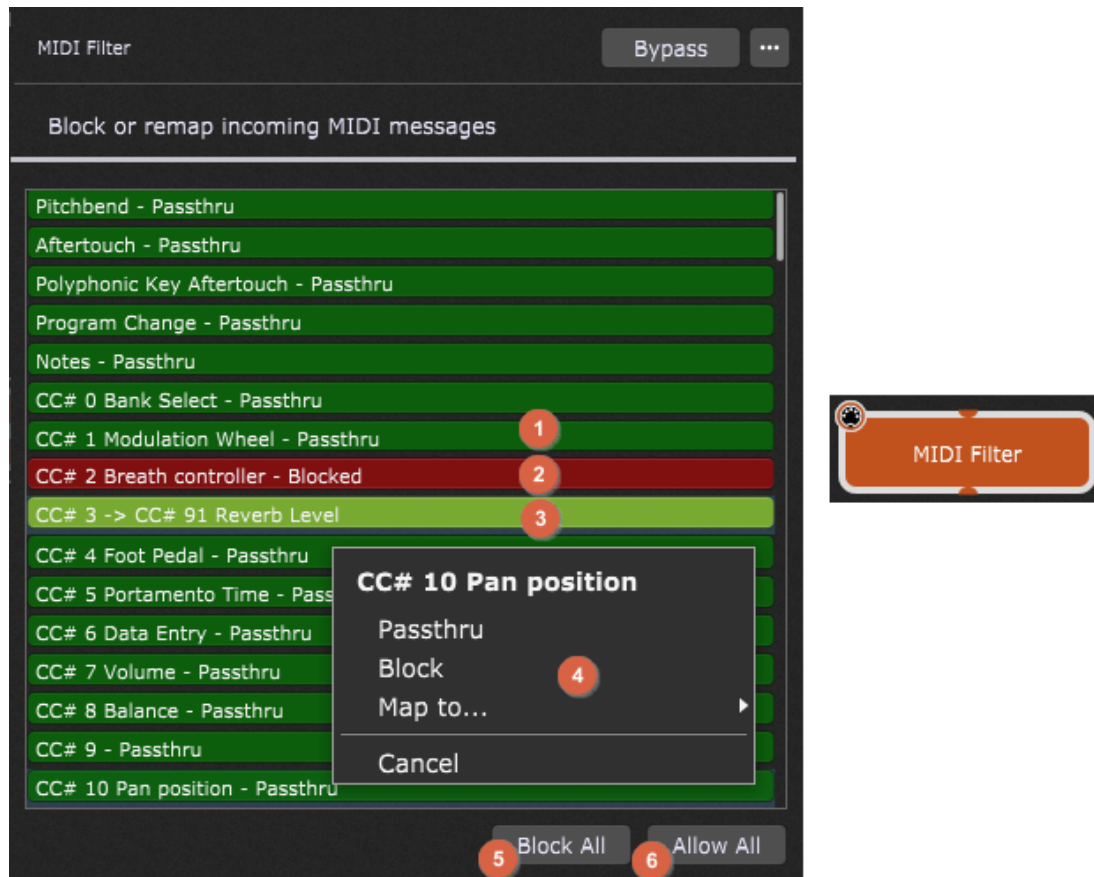 MIDI Filter
Bypass
...
Block or remap incoming MIDI messages
Pitchbend - Passthru
Aftertouch - Passthru
Polyphonic Key Aftertouch - Passthru
Program Change - Passthru
Notes - Passthru
CC# 0 Bank Select - Passthru
CC# 1 Modulation Wheel - Passthru
1
CC# 2 Breath controller - Blocked
2
CC# 3 -> CC# 91 Reverb Level
3
CC# 4 Foot Pedal - Passthru
CC# 5 Portamento Time - Pass
CC# 6 Data Entry - Passthru
CC# 7 Volume - Passthru
CC# 8 Balance - Passthru
CC# 9 - Passthru
CC# 10 Pan position - Passthru
CC# 10 Pan position
Passthru
Block
4
Map to...
Cancel
5
Block All
6
Allow All
MIDI Filter